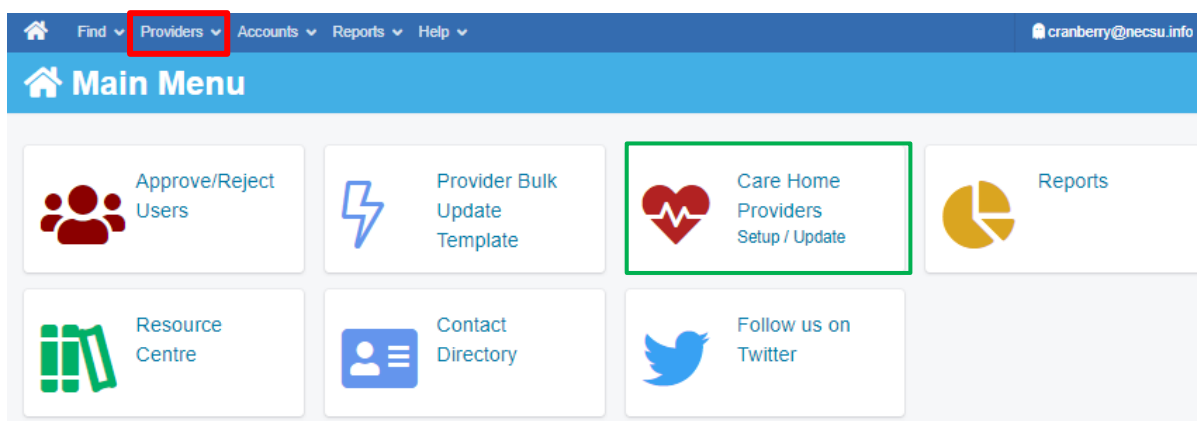 Find Providers Accounts Reports Help cranberry@necsu.info
Main Menu
Approve/Reject
Users
Provider Bulk
Update
Template
Care Home
Providers
Setup / Update
Reports
Resource
Centre
Contact
Directory
Follow us on
Twitter